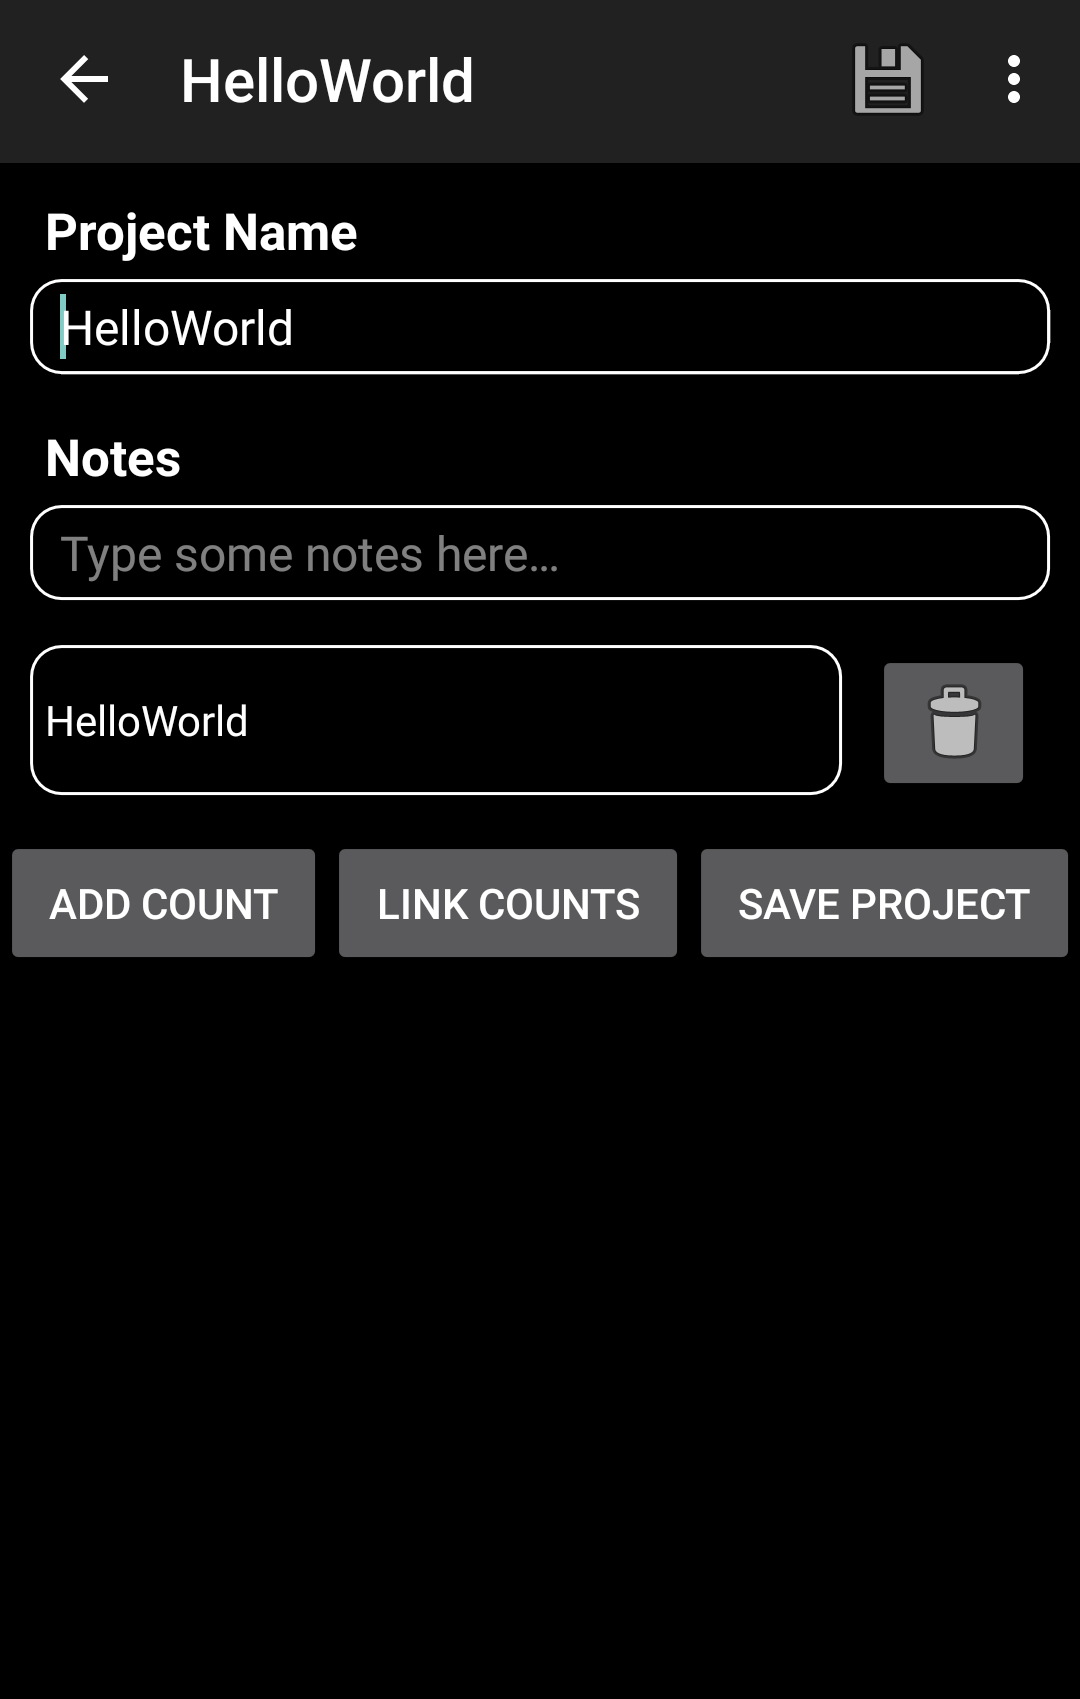 HelloWorld
Project Name
HelloWorld
Notes
Type some notes here...
HelloWorld
ADD COUNT LINK COUNTS SAVE PROJECT